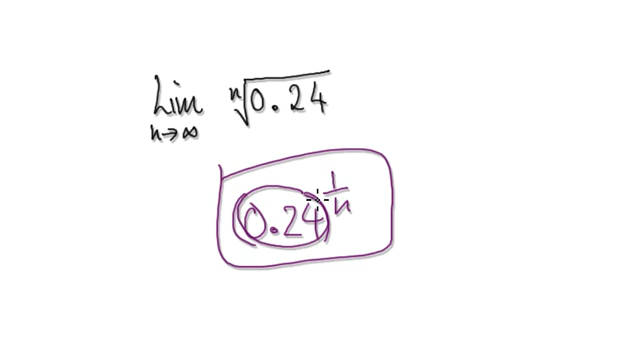 Lim ⁿ√0.24
n→∞
(0.24)^(1/n)